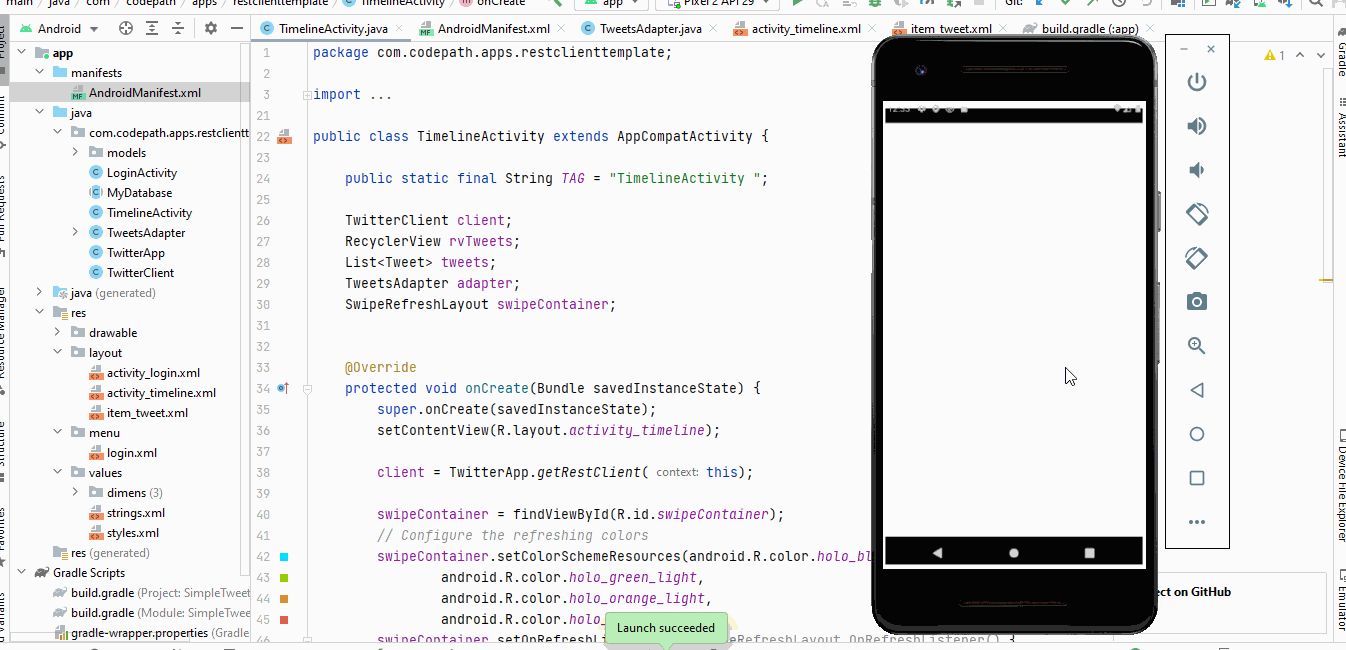 main
java
com
codepath
apps
restclienttemplate
TimelineActivity
onCreate
app
Pixel 2 API 29
Git:
Android
TimelineActivity.java
AndroidManifest.xml
TweetsAdapter.java
activity_timeline.xml
item_tweet.xml
build.gradle (:app)
Project
Commit
Pull Requests
Resource Manager
Structure
Favorites
app
manifests
AndroidManifest.xml
java
com.codepath.apps.restclientt
models
LoginActivity
MyDatabase
TimelineActivity
TweetsAdapter
TwitterApp
TwitterClient
java (generated)
res
drawable
layout
activity_login.xml
activity_timeline.xml
item_tweet.xml
menu
login.xml
values
dimens (3)
strings.xml
styles.xml
res (generated)
Gradle Scripts
build.gradle (Project: SimpleTweet
build.gradle (Module: SimpleTwee
gradle-wrapper.properties (Gradle
1 package com.codepath.apps.restclienttemplate;
2
3 import ...
21
22 public class TimelineActivity extends AppCompatActivity {
23
24 public static final String TAG = "TimelineActivity ";
25
26 TwitterClient client;
27 RecyclerView rvTweets;
28 List<Tweet> tweets;
29 TweetsAdapter adapter;
30 SwipeRefreshLayout swipeContainer;
31
32
33 @Override
34 protected void onCreate(Bundle savedInstanceState) {
35 super.onCreate(savedInstanceState);
36 setContentView(R.layout.activity_timeline);
37
38 client = TwitterApp.getRestClient( context: this);
39
40 swipeContainer = findViewById(R.id.swipeContainer);
41 // Configure the refreshing colors
42 swipeContainer.setColorSchemeResources(android.R.color.holo_bl
43 android.R.color.holo_green_light,
44 android.R.color.holo_orange_light,
45 android.R.color.holo_
46 swipeContainer.setOnRefreshLi
eRefreshLayout.OnRefreshListener() {
Launch succeeded
1
ect on GitHub
Gradle
Assistant
Device File Explorer
Emulator